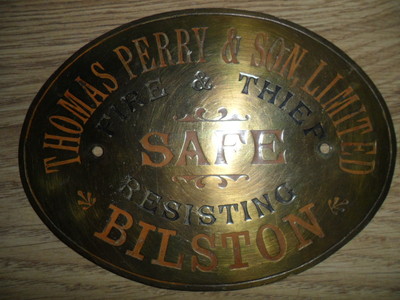 THOMAS PERRY & SON, LIMITED
FIRE & THIEF
SAFE
RESISTING
BILSTON